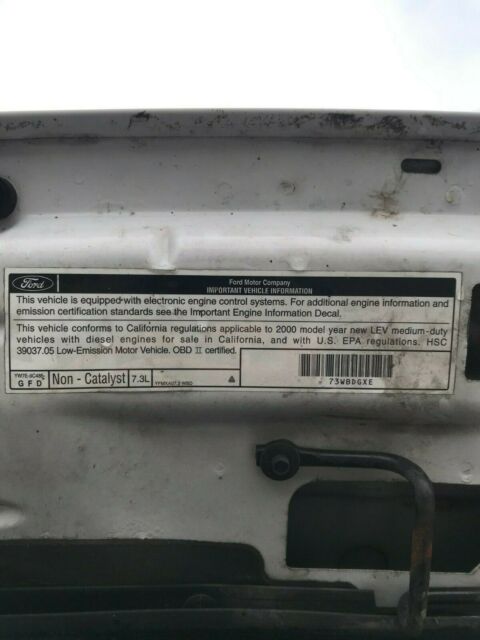 Ford
Ford Motor Company
IMPORTANT VEHICLE INFORMATION
This vehicle is equipped with electronic engine control systems. For additional engine information and
emission certification standards see the Important Engine Information Decal.
This vehicle conforms to California regulations applicable to 2000 model year new LEV medium-duty
vehicles with diesel engines for sale in California, and with U.S. EPA regulations. HSC
39037.05 Low-Emission Motor Vehicle. OBD II certified.
GFD
Non - Catalyst
7.3L
73WBDGXE